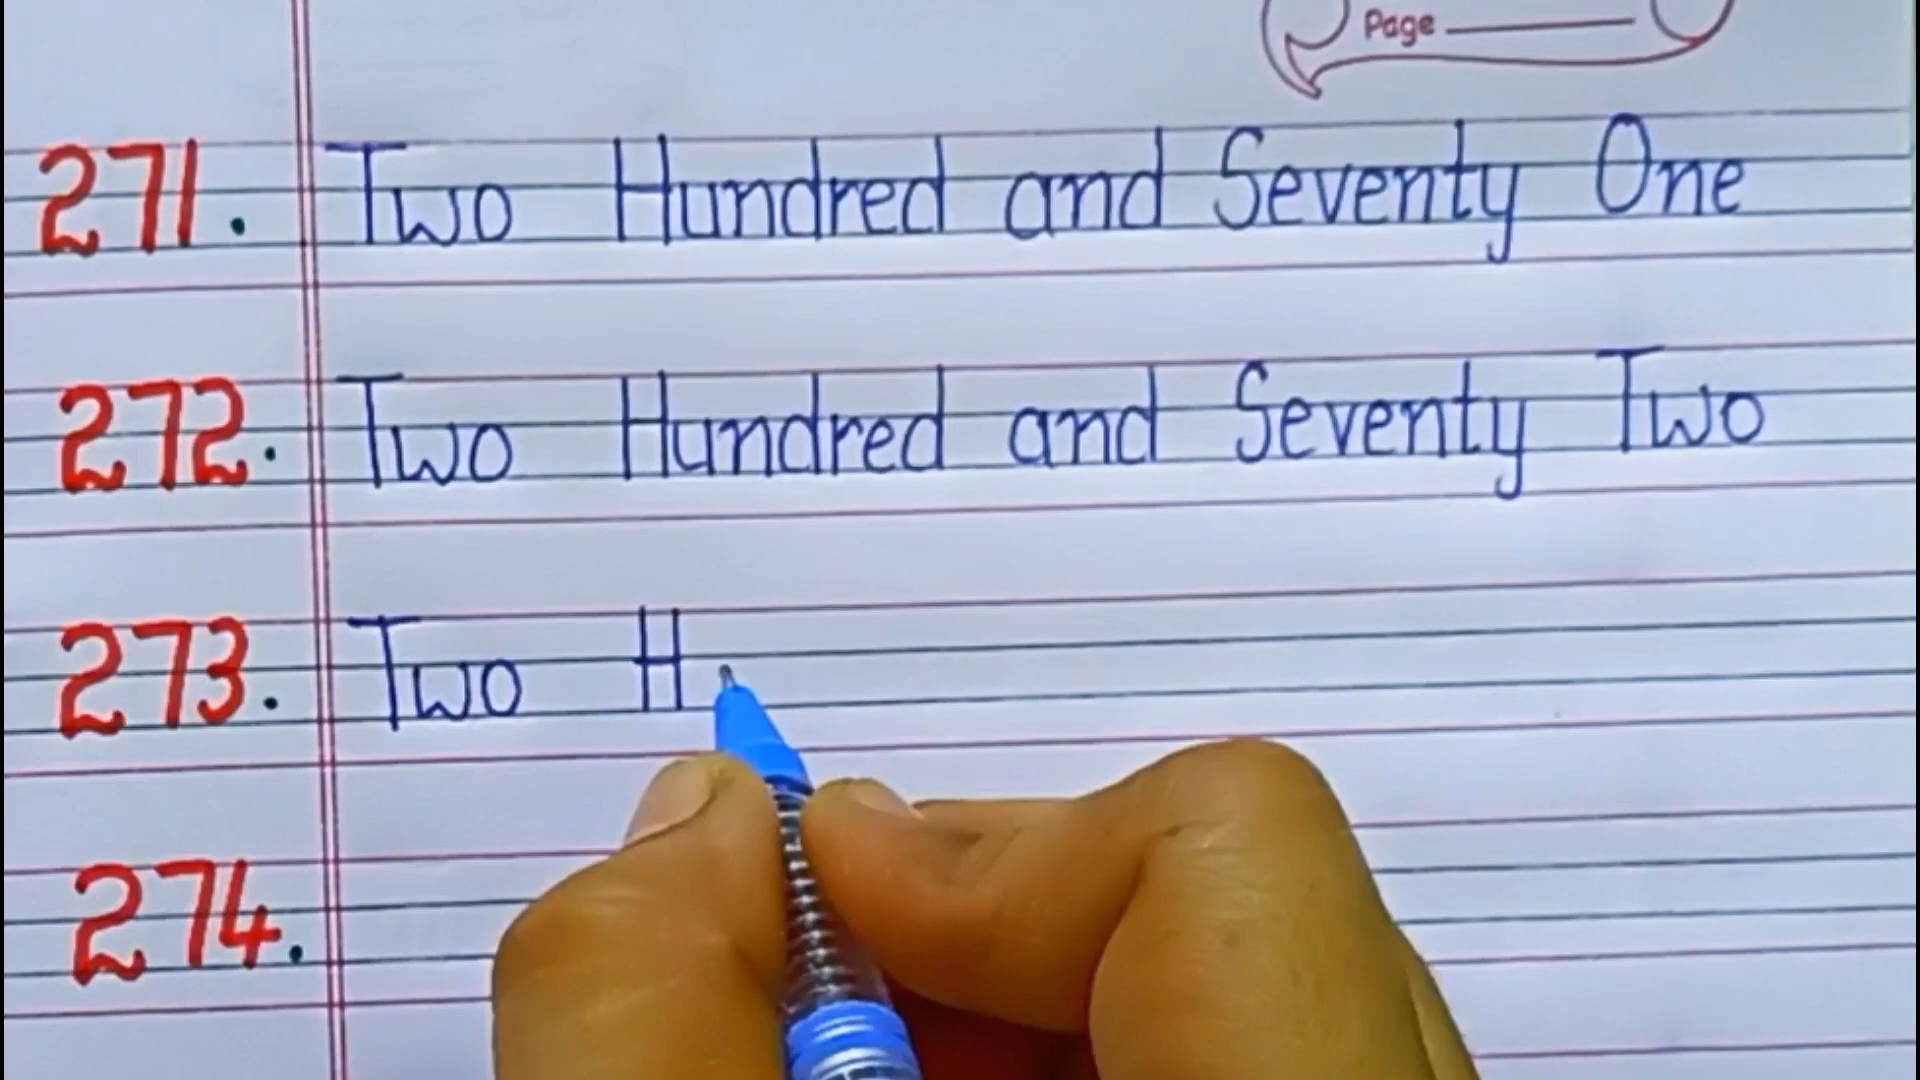 Page
271. Two Hundred and Seventy One
272. Two Hundred and Seventy Two
273. Two H
274.